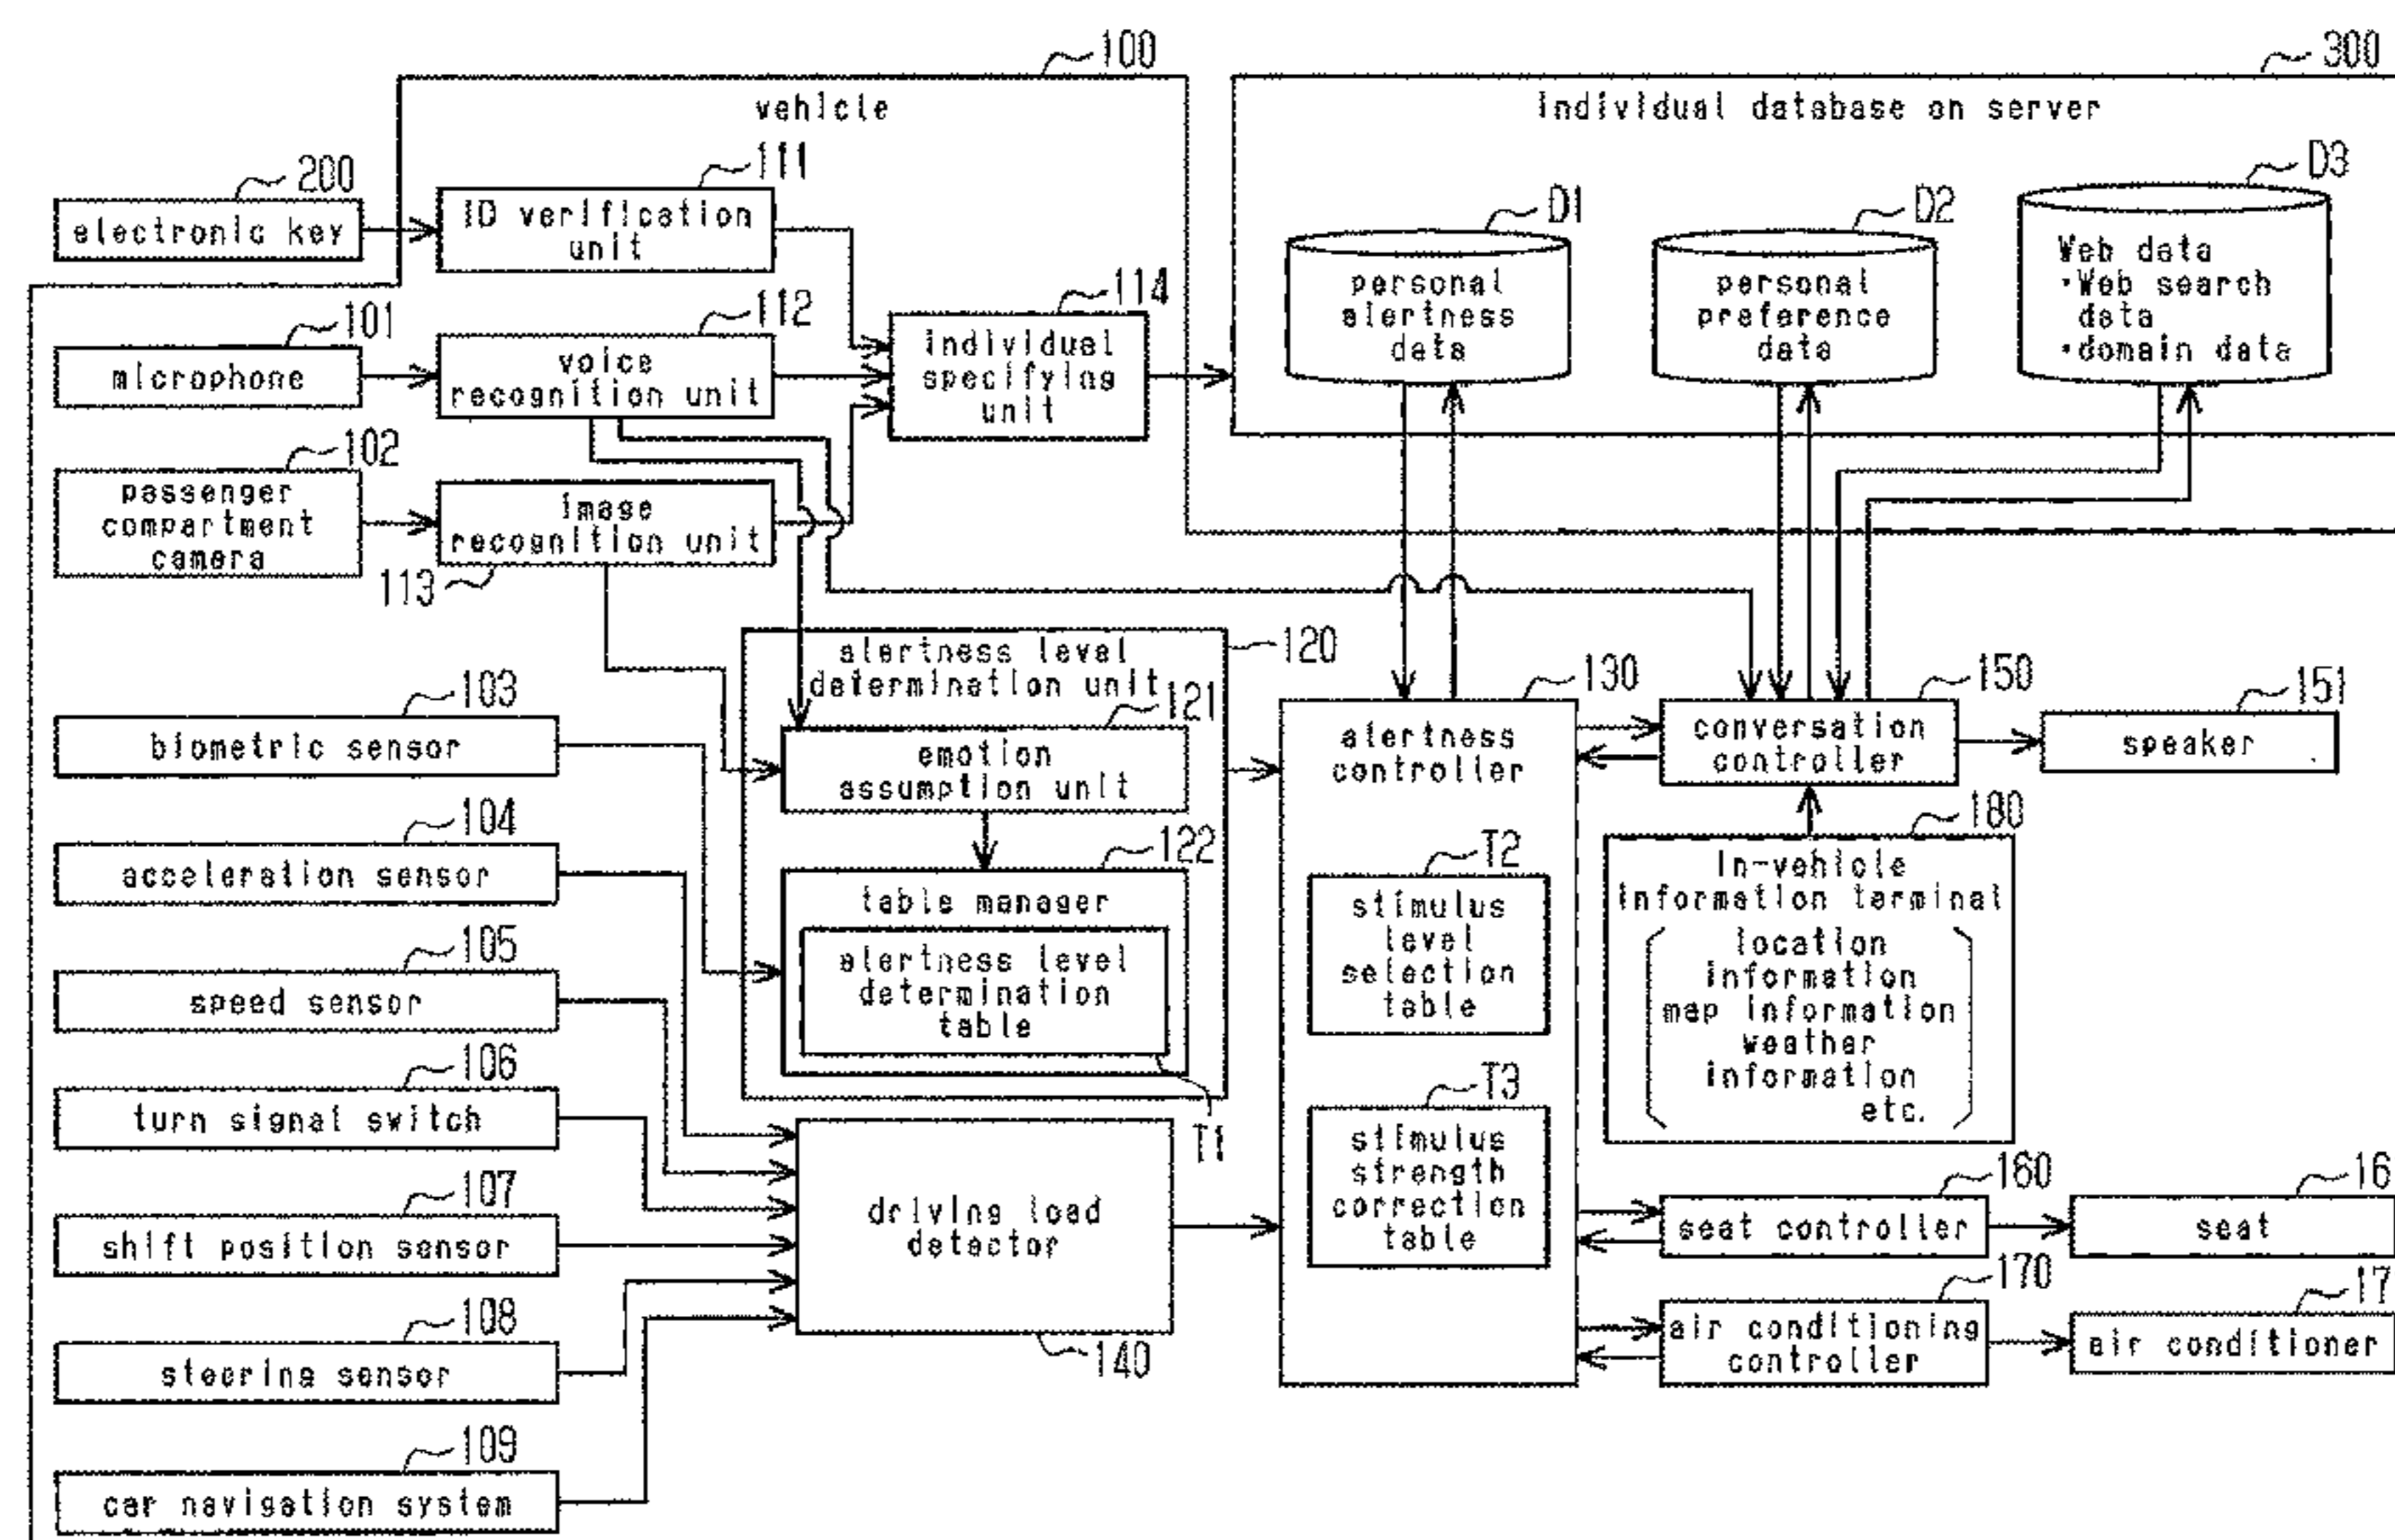 100
300
vehicle
individual database on server
200
electronic key
111
ID verification
unit
D1
personal
alertness
data
D2
personal
preference
data
D3
Web data
・Web search
data
・domain data
101
microphone
112
voice
recognition unit
114
individual
specifying
unit
102
passenger
compartment
camera
image
recognition unit
113
120
alertness level
determination unit
121
emotion
assumption unit
122
table manager
alertness level
determination
table
T1
103
biometric sensor
104
acceleration sensor
105
speed sensor
106
turn signal switch
107
shift position sensor
108
steering sensor
109
car navigation system
driving load
detector
140
130
alertness
controller
T2
stimulus
level
selection
table
T3
stimulus
strength
correction
table
150
conversation
controller
151
speaker
180
in-vehicle
information terminal
location
information
map information
weather
information
etc.
160
seat controller
16
seat
170
air conditioning
controller
17
air conditioner